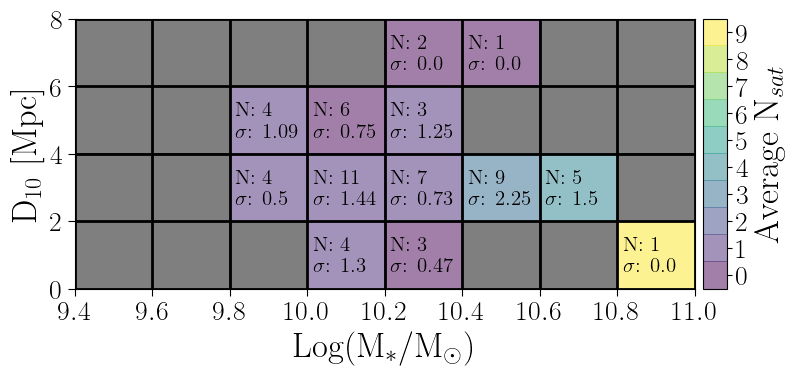 8
N: 2
σ: 0.0
N: 1
σ: 0.0
6
N: 4
σ: 1.09
N: 6
σ: 0.75
N: 3
σ: 1.25
4
N: 4
σ: 0.5
N: 11
σ: 1.44
N: 7
σ: 0.73
N: 9
σ: 2.25
N: 5
σ: 1.5
2
N: 4
σ: 1.3
N: 3
σ: 0.47
N: 1
σ: 0.0
0
D₁₀ [Mpc]
9.4 9.6 9.8 10.0 10.2 10.4 10.6 10.8 11.0
Log(M*/M⊙)
9
8
7
6
5
4
3
2
1
0
Average N_sat